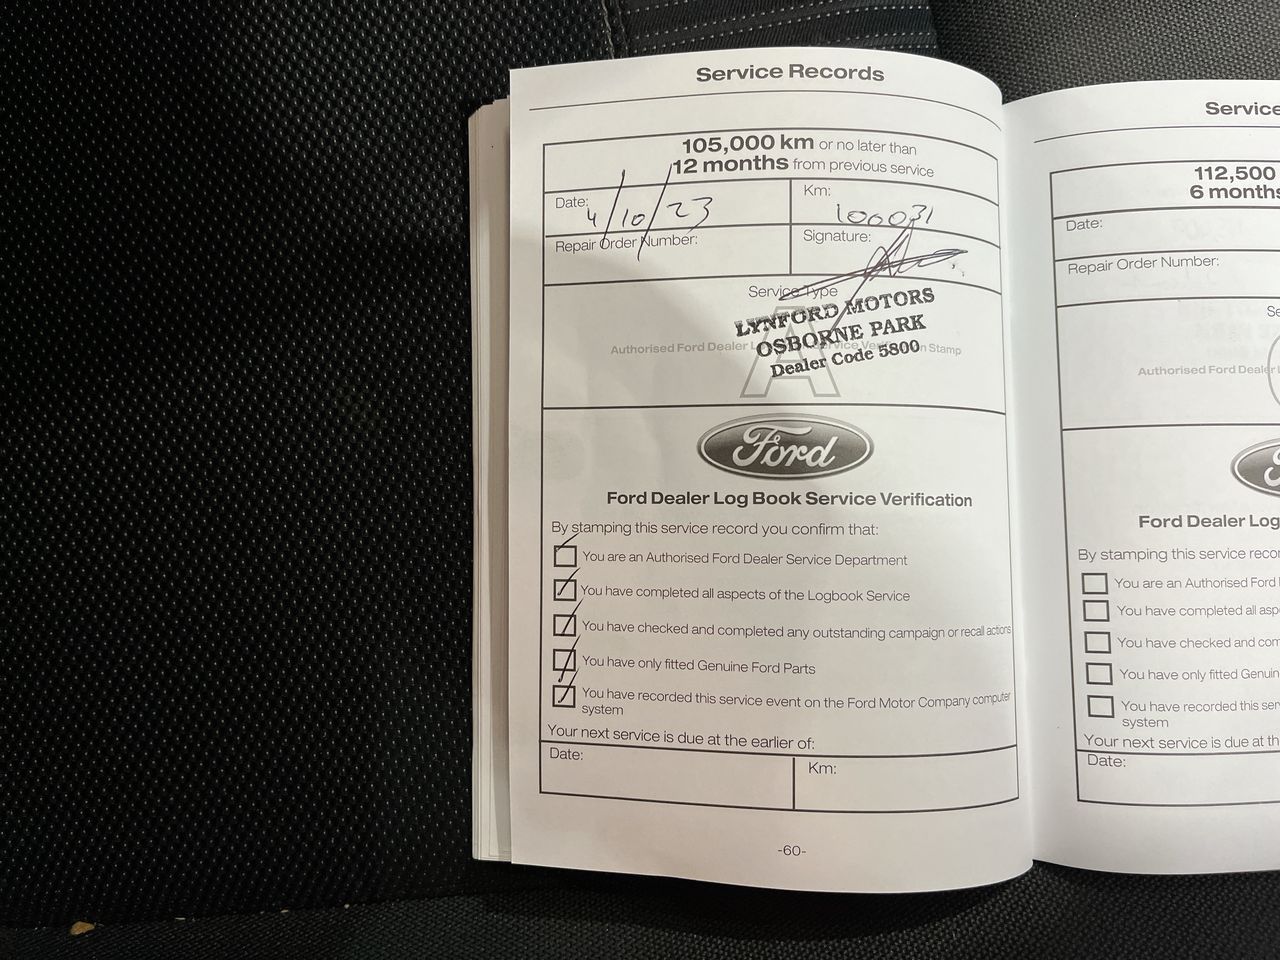 Service Records
105,000 km or no later than
12 months from previous service
Date: 4/10/23
Km: 100031
Repair Order Number:
Signature:
Service Type
A
Authorised Ford Dealer
LYNFORD MOTORS
OSBORNE PARK
Dealer Code 5800
Stamp
Ford
Ford Dealer Log Book Service Verification
By stamping this service record you confirm that:
You are an Authorised Ford Dealer Service Department
You have completed all aspects of the Logbook Service
You have checked and completed any outstanding campaign or recall actions
You have only fitted Genuine Ford Parts
You have recorded this service event on the Ford Motor Company computer
system
Your next service is due at the earlier of:
Date:
Km:
-60-
Service
112,500
6 months
Date:
Repair Order Number:
Authorised Ford Dealer
Ford Dealer Log
By stamping this service
You are an Authorised Ford
You have completed all
You have checked and
You have only fitted
You have recorded this
system
Your next service is due at
Date: